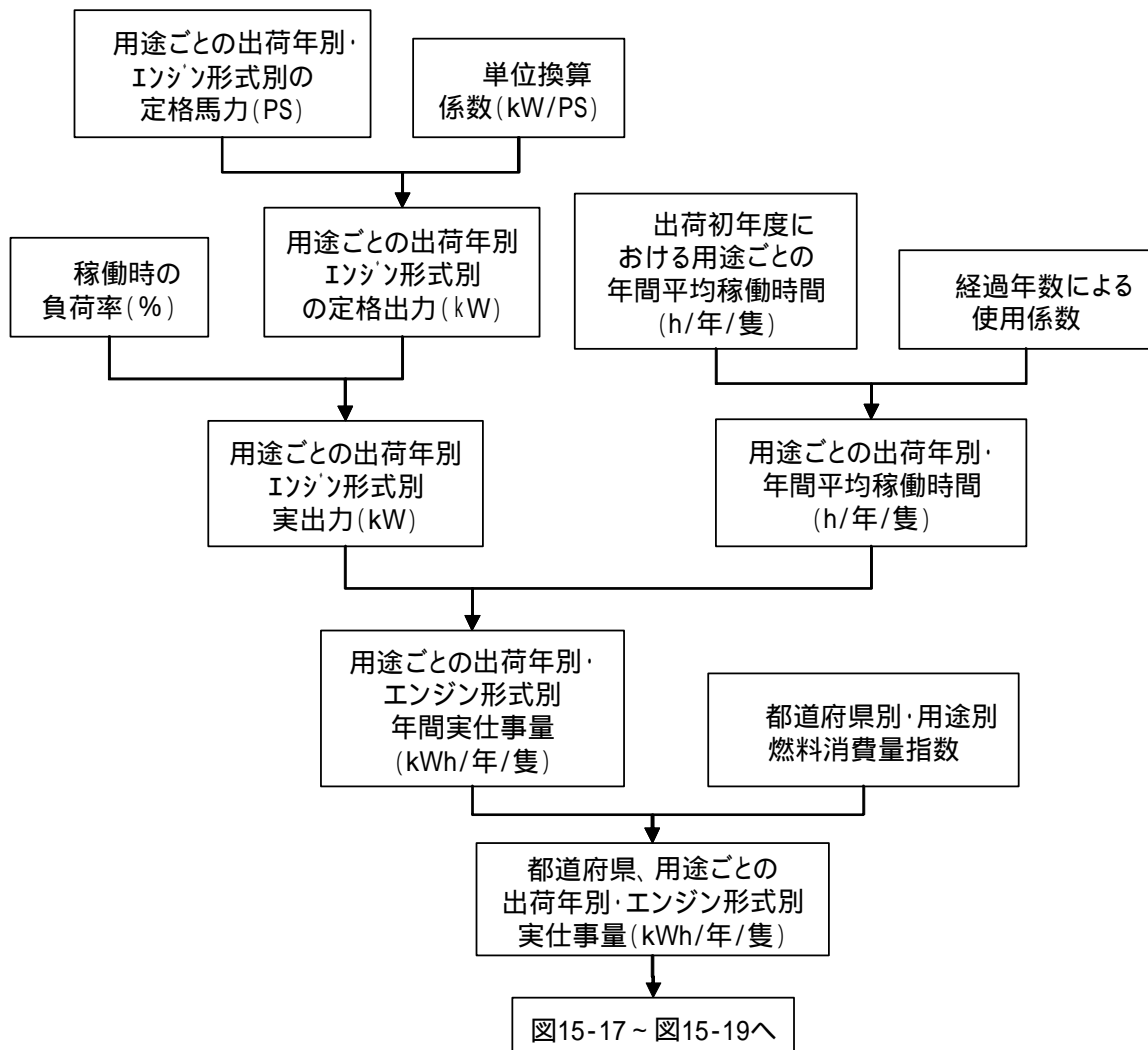 用途ごとの出荷年別・
エンジン形式別の
定格馬力(PS)
単位換算
係数(kW/PS)
稼働時の
負荷率(%)
用途ごとの出荷年別
エンジン形式別
の定格出力(kW)
出荷初年度に
おける用途ごとの
年間平均稼働時間
(h/年/隻)
経過年数による
使用係数
用途ごとの出荷年別
エンジン形式別
実出力(kW)
用途ごとの出荷年別・
年間平均稼働時間
(h/年/隻)
用途ごとの出荷年別・
エンジン形式別
年間実仕事量
(kWh/年/隻)
都道府県別・用途別
燃料消費量指数
都道府県、用途ごとの
出荷年別・エンジン形式別
実仕事量(kWh/年/隻)
図15-17～図15-19へ